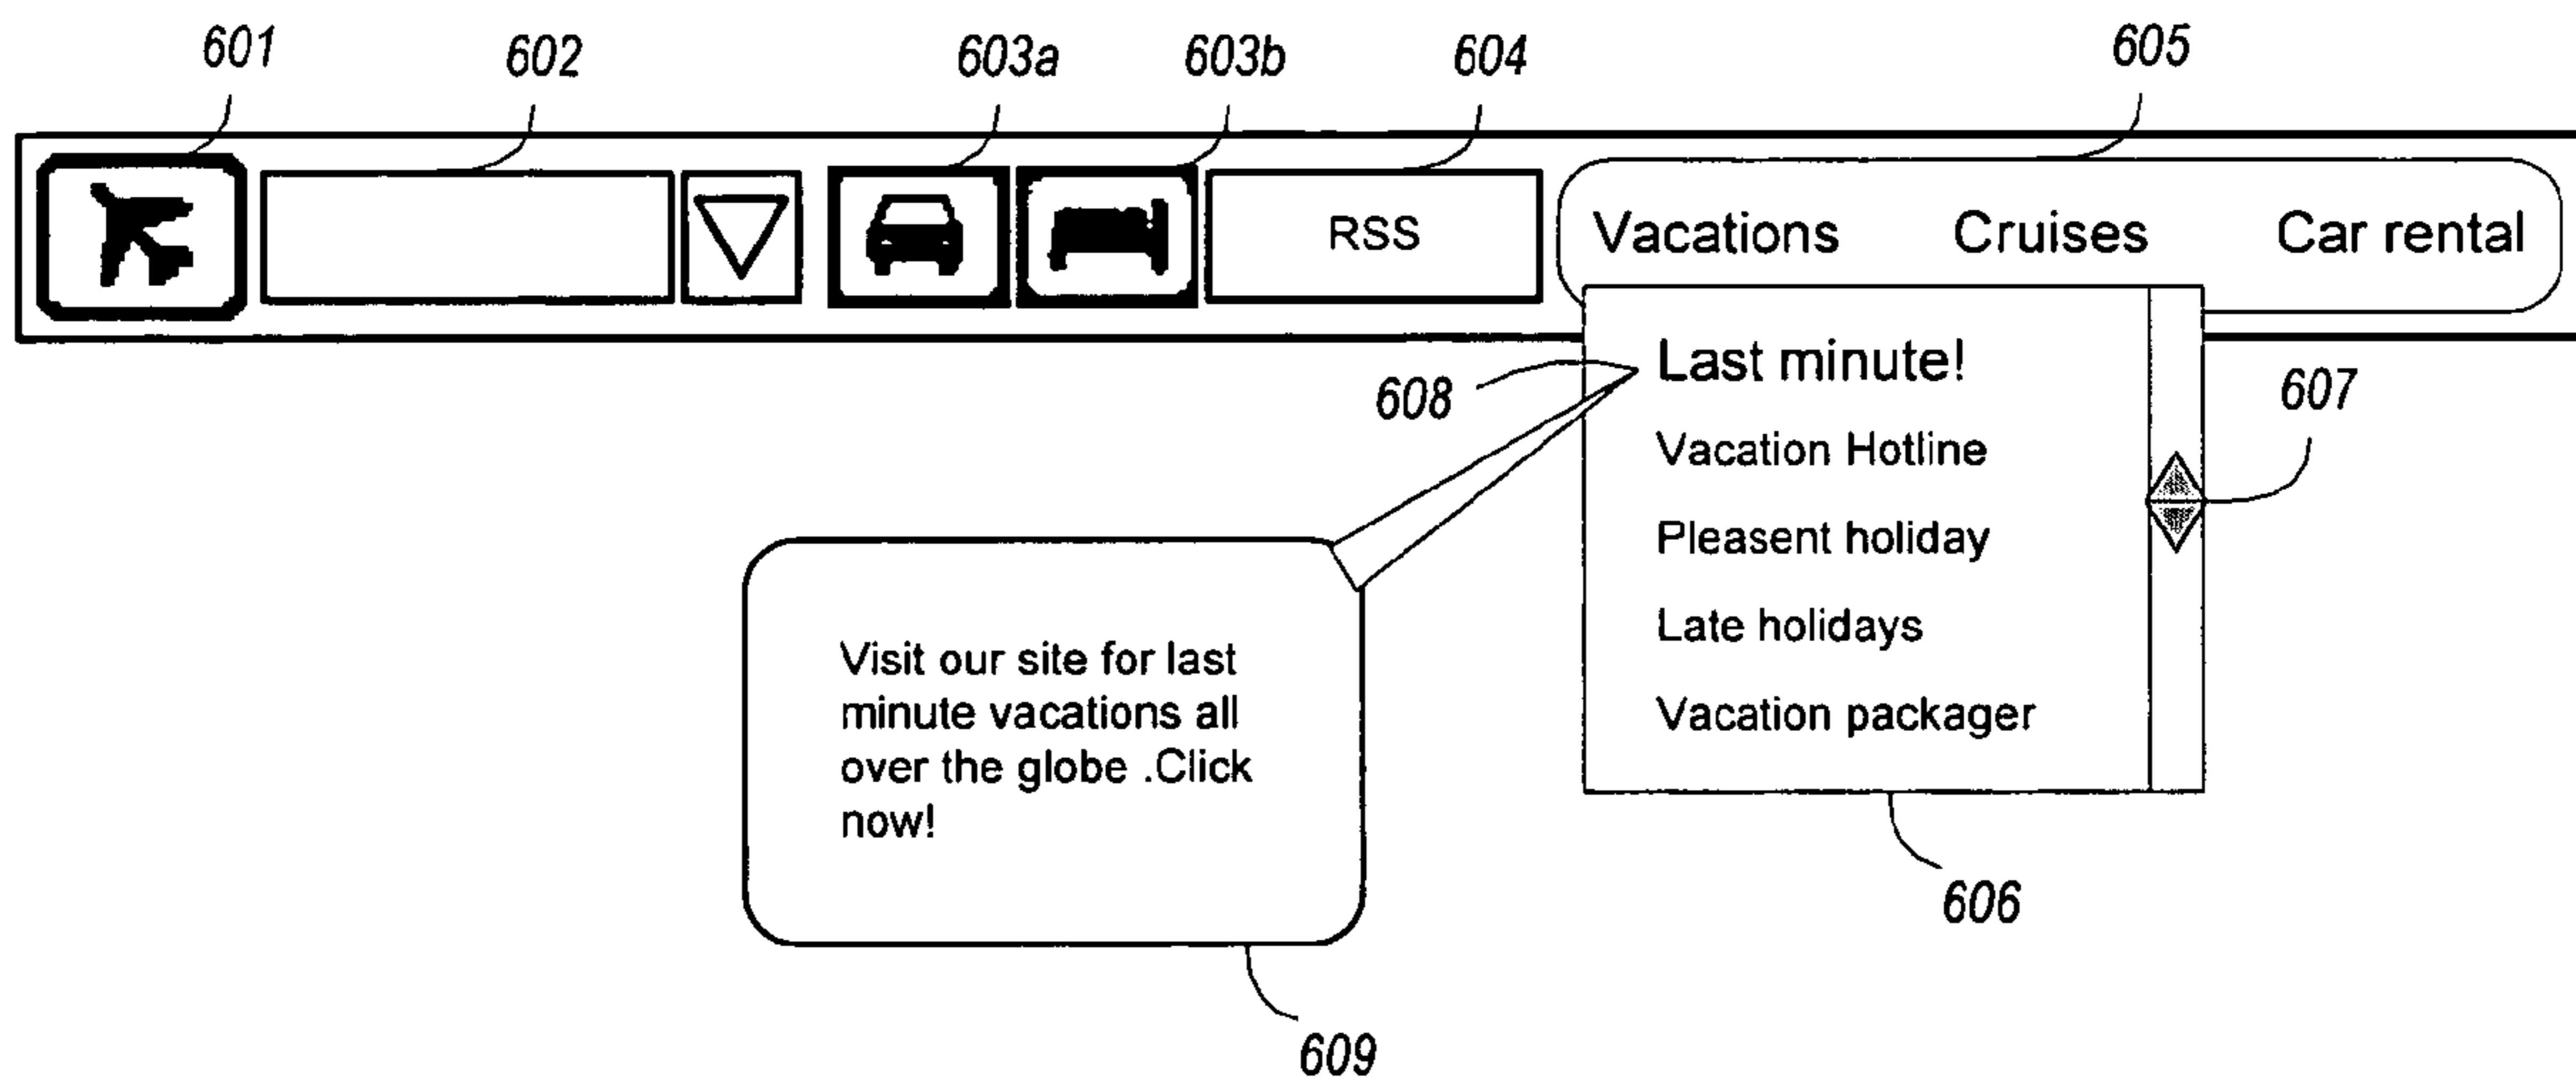 601
602
603a
603b
604
605
RSS
Vacations
Cruises
Car rental
608
Last minute!
607
Vacation Hotline
Pleasent holiday
Late holidays
Vacation packager
Visit our site for last
minute vacations all
over the globe .Click
now!
606
609